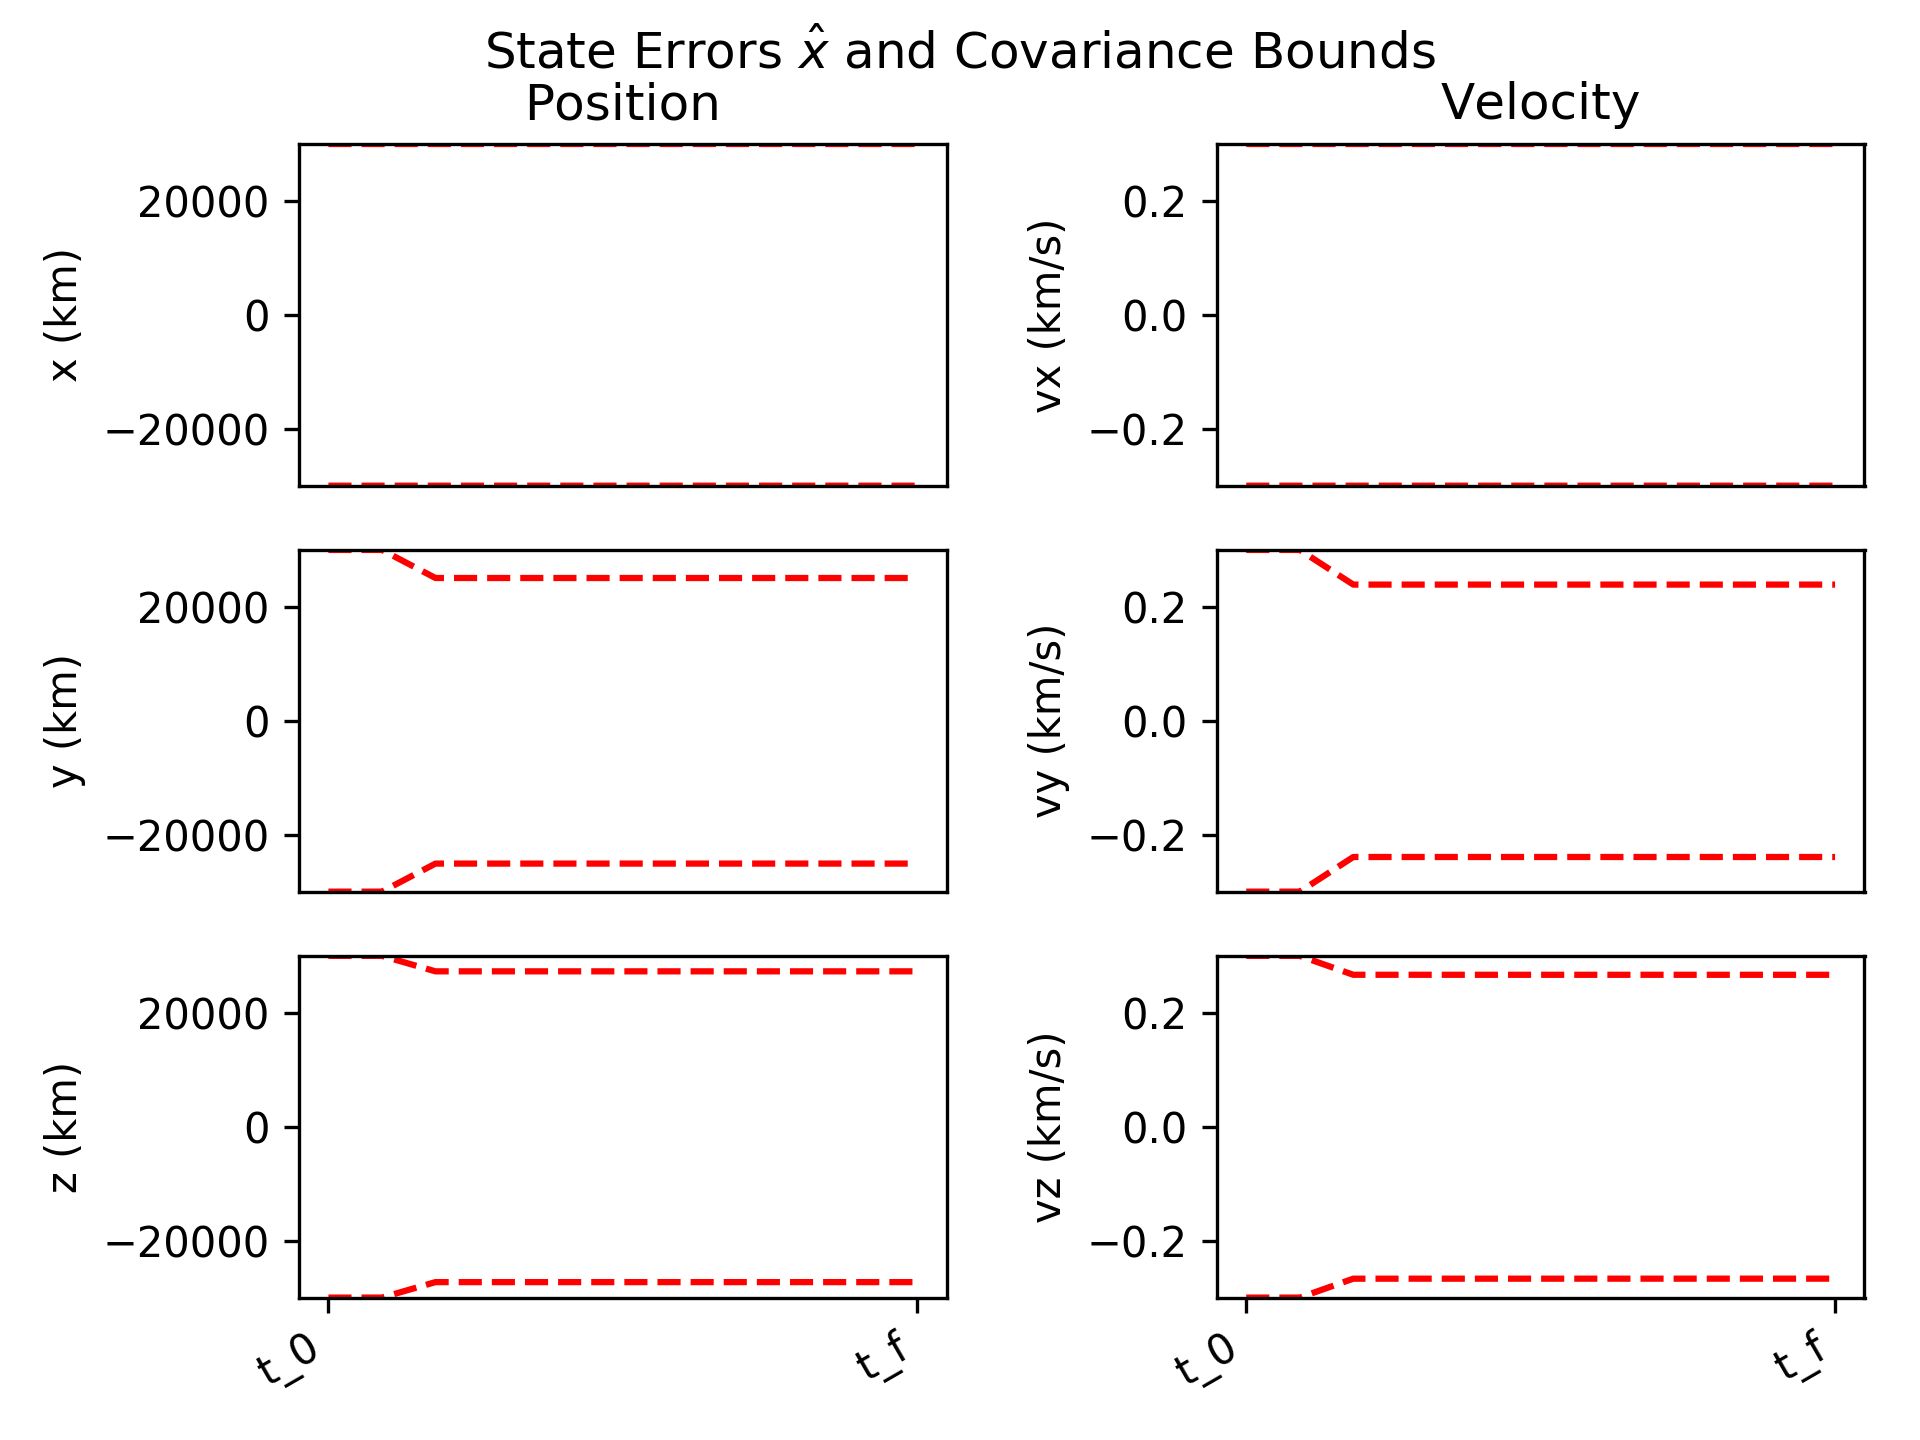 State Errors x̂ and Covariance Bounds
Position
Velocity
x (km)
20000
0
−20000
vx (km/s)
0.2
0.0
−0.2
y (km)
20000
0
−20000
vy (km/s)
0.2
0.0
−0.2
z (km)
20000
0
−20000
vz (km/s)
0.2
0.0
−0.2
t_0
t_f
t_0
t_f